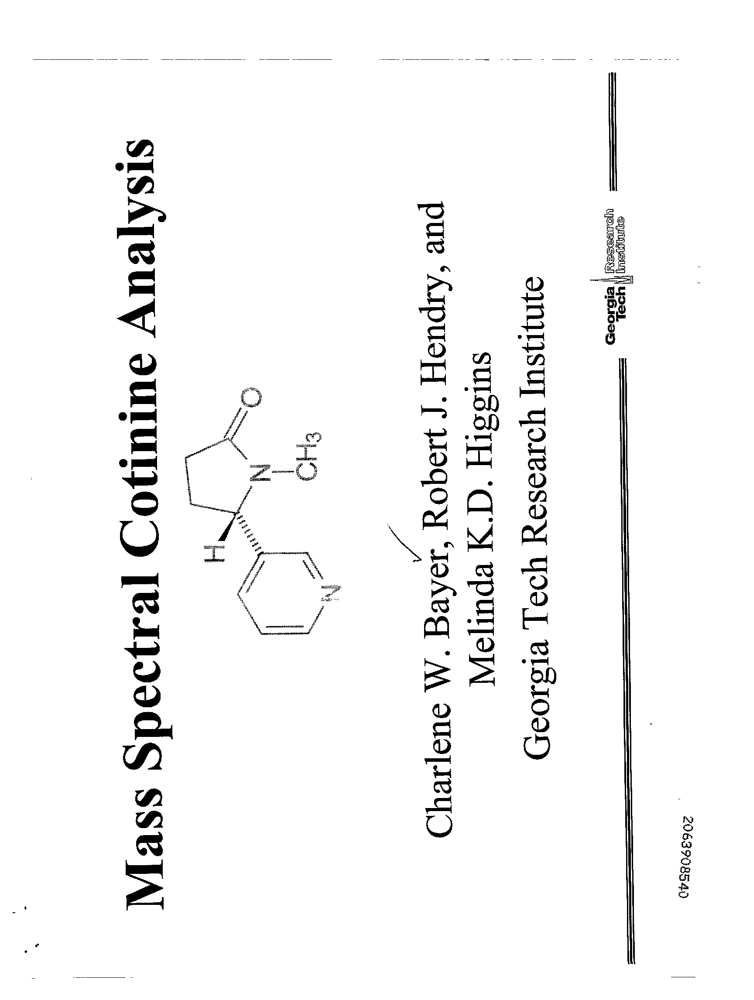 Mass Spectral Cotinine Analysis
H
N
O
N
CH3
Charlene W. Bayer, Robert J. Hendry, and
Melinda K.D. Higgins
Georgia Tech Research Institute
Georgia Research
Tech Institute
2063908540